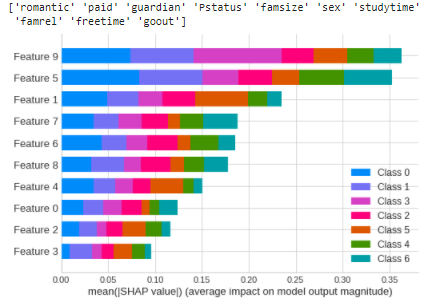 ['romantic' 'paid' 'guardian' 'Pstatus' 'famsize' 'sex' 'studytime'
'famrel' 'freetime' 'goout']
Feature 9
Feature 5
Feature 1
Feature 7
Feature 6
Feature 8
Feature 4
Feature 0
Feature 2
Feature 3
Class 0
Class 1
Class 3
Class 2
Class 5
Class 4
Class 6
0.00 0.05 0.10 0.15 0.20 0.25 0.30 0.35
mean(|SHAP value|) (average impact on model output magnitude)